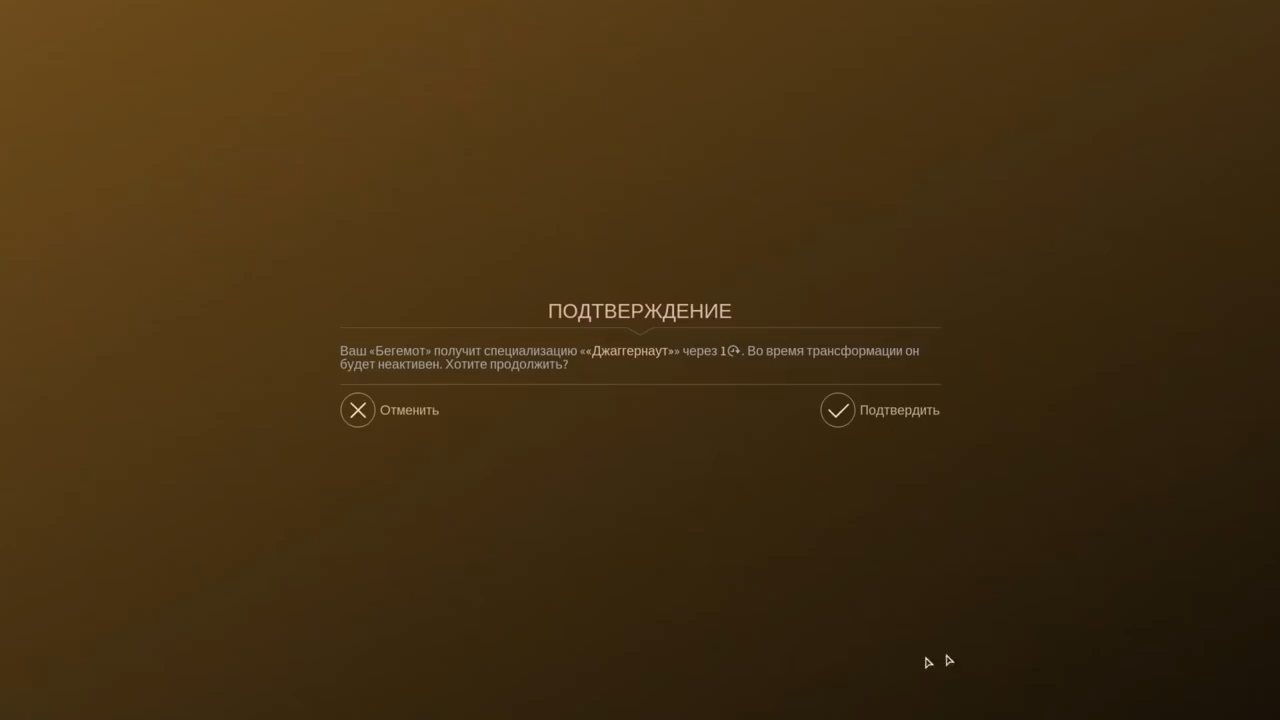 ПОДТВЕРЖДЕНИЕ
Ваш «Бегемот» получит специализацию ««Джаггернаут»» через 1. Во время трансформации он
будет неактивен. Хотите продолжить?
Отменить
Подтвердить